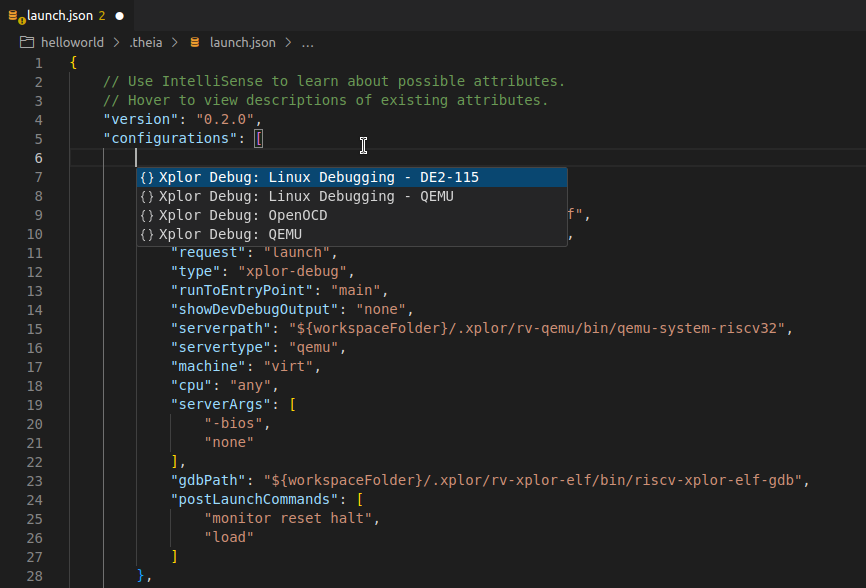 launch.json 2 ●
helloworld > .theia > launch.json > ...
1 {
2 // Use IntelliSense to learn about possible attributes.
3 // Hover to view descriptions of existing attributes.
4 "version": "0.2.0",
5 "configurations": [
6
7 {} Xplor Debug: Linux Debugging - DE2-115
8 {} Xplor Debug: Linux Debugging - QEMU
9 {} Xplor Debug: OpenOCD f",
10 {} Xplor Debug: QEMU ,
11 "request": "launch",
12 "type": "xplor-debug",
13 "runToEntryPoint": "main",
14 "showDevDebugOutput": "none",
15 "serverpath": "${workspaceFolder}/.xplor/rv-qemu/bin/qemu-system-riscv32",
16 "servertype": "qemu",
17 "machine": "virt",
18 "cpu": "any",
19 "serverArgs": [
20 "-bios",
21 "none"
22 ],
23 "gdbPath": "${workspaceFolder}/.xplor/rv-xplor-elf/bin/riscv-xplor-elf-gdb",
24 "postLaunchCommands": [
25 "monitor reset halt",
26 "load"
27 ]
28 },